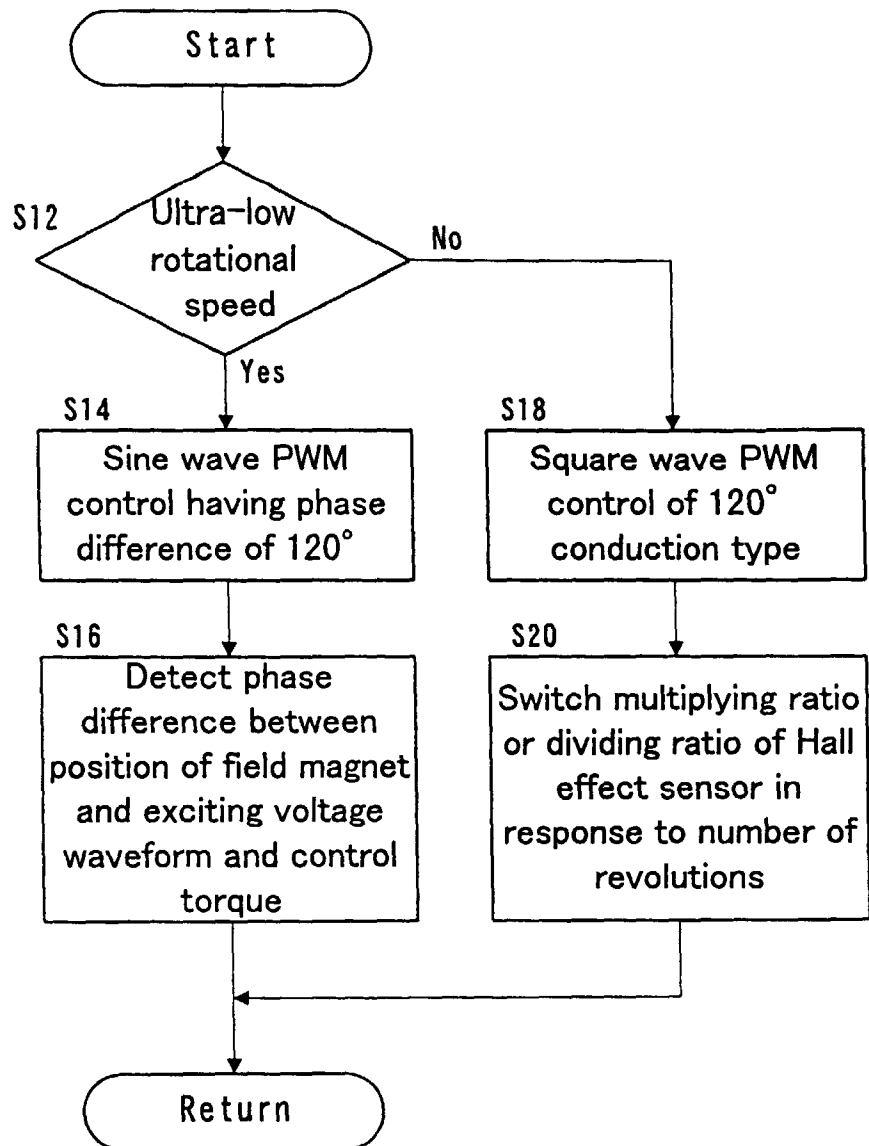 Start
S12
Ultra-low
rotational
speed
No
Yes
S14
Sine wave PWM
control having phase
difference of 120°
S18
Square wave PWM
control of 120°
conduction type
S16
Detect phase
difference between
position of field magnet
and exciting voltage
waveform and control
torque
S20
Switch multiplying ratio
or dividing ratio of Hall
effect sensor in
response to number of
revolutions
Return